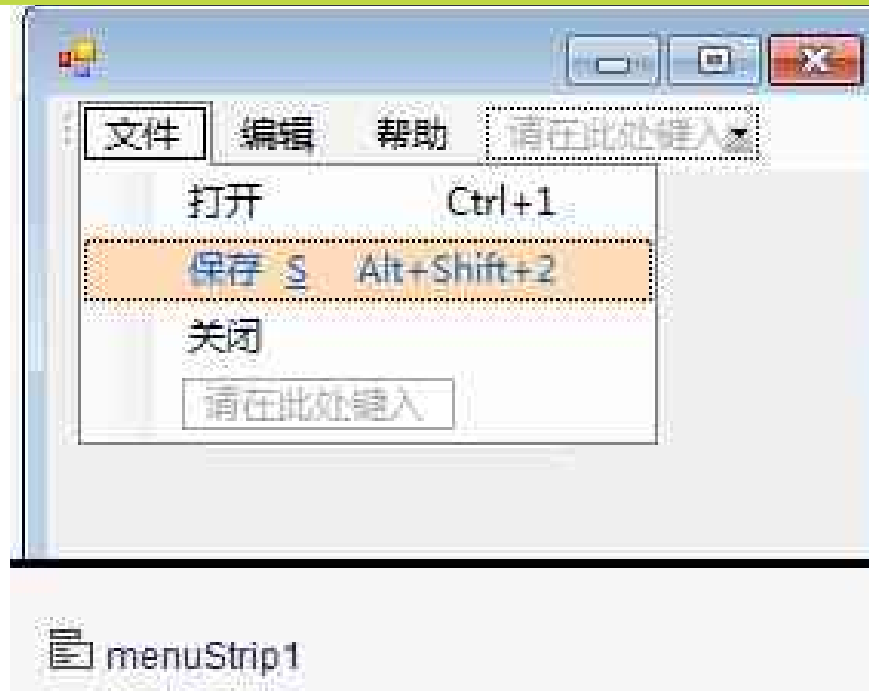 文件 编辑 帮助 请在此处键入
打开 Ctrl+1
保存 S Alt+Shift+2
关闭
请在此处键入
menuStrip1